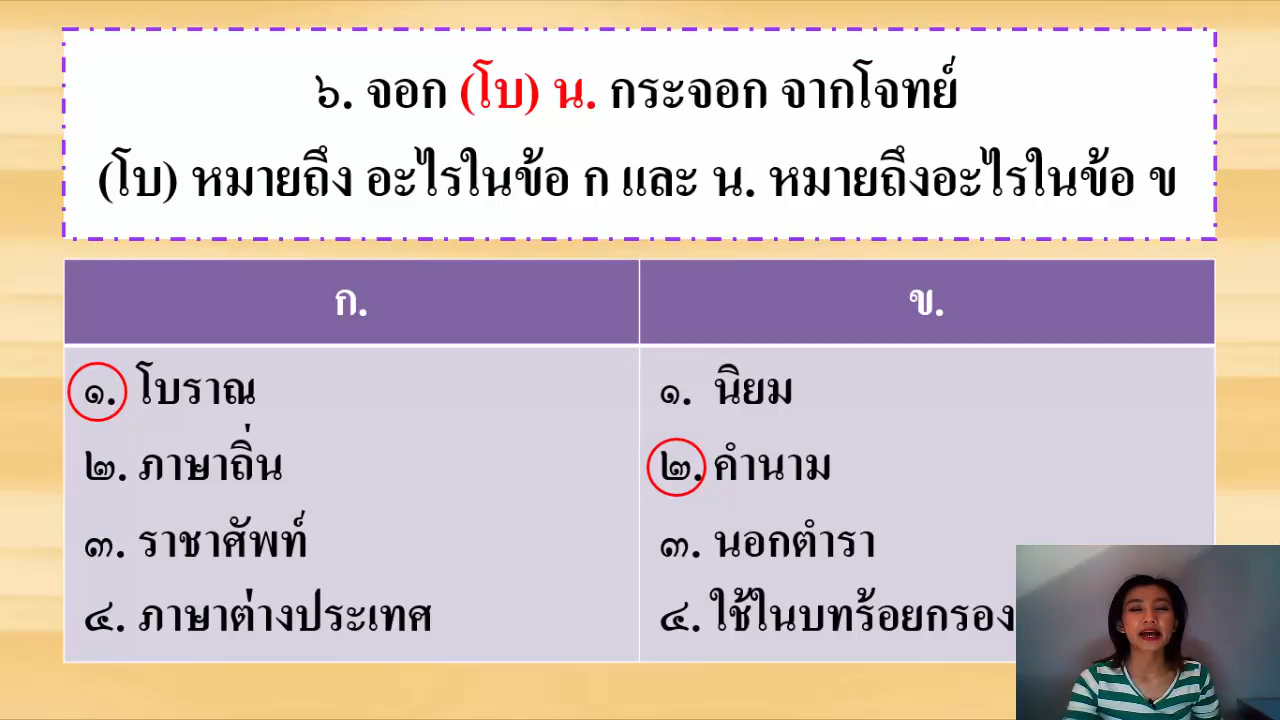 ๖. จอก (โบ) น. กระจอก จากโจทย์
(โบ) หมายถึง อะไรในข้อ ก และ น. หมายถึงอะไรในข้อ ข
ก.
๑. โบราณ
๒. ภาษาถิ่น
๓. ราชาศัพท์
๔. ภาษาต่างประเทศ
ข.
๑. นิยม
๒. คำนาม
๓. นอกตำรา
๔. ใช้ในบทร้อยกรอง